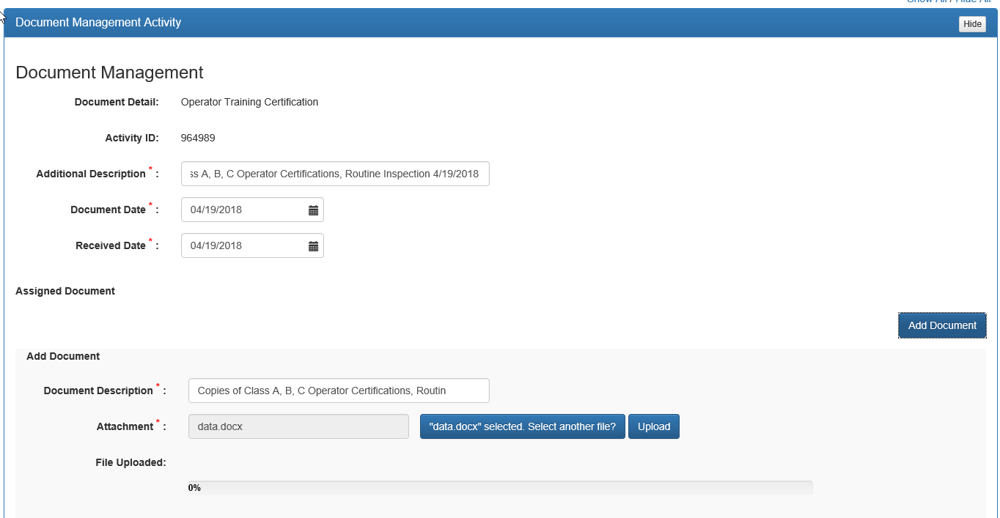 Show All / Hide All
Document Management Activity
Hide
Document Management
Document Detail: Operator Training Certification
Activity ID: 964989
Additional Description * : ss A, B, C Operator Certifications, Routine Inspection 4/19/2018
Document Date * : 04/19/2018
Received Date * : 04/19/2018
Assigned Document
Add Document
Add Document
Document Description * : Copies of Class A, B, C Operator Certifications, Routin
Attachment * : data.docx "data.docx" selected. Select another file? Upload
File Uploaded:
0%